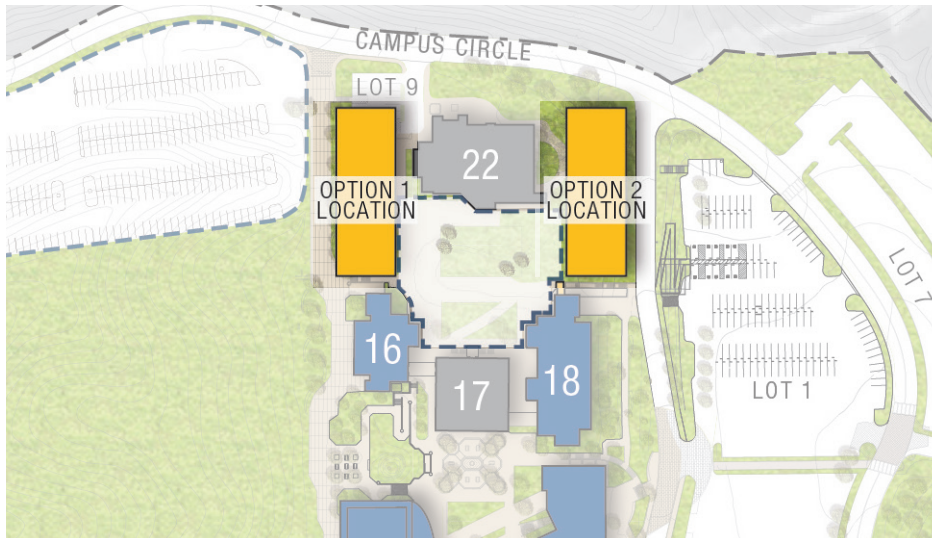 CAMPUS CIRCLE
LOT 9
22
OPTION 1
LOCATION
OPTION 2
LOCATION
LOT 7
16
17
18
LOT 1